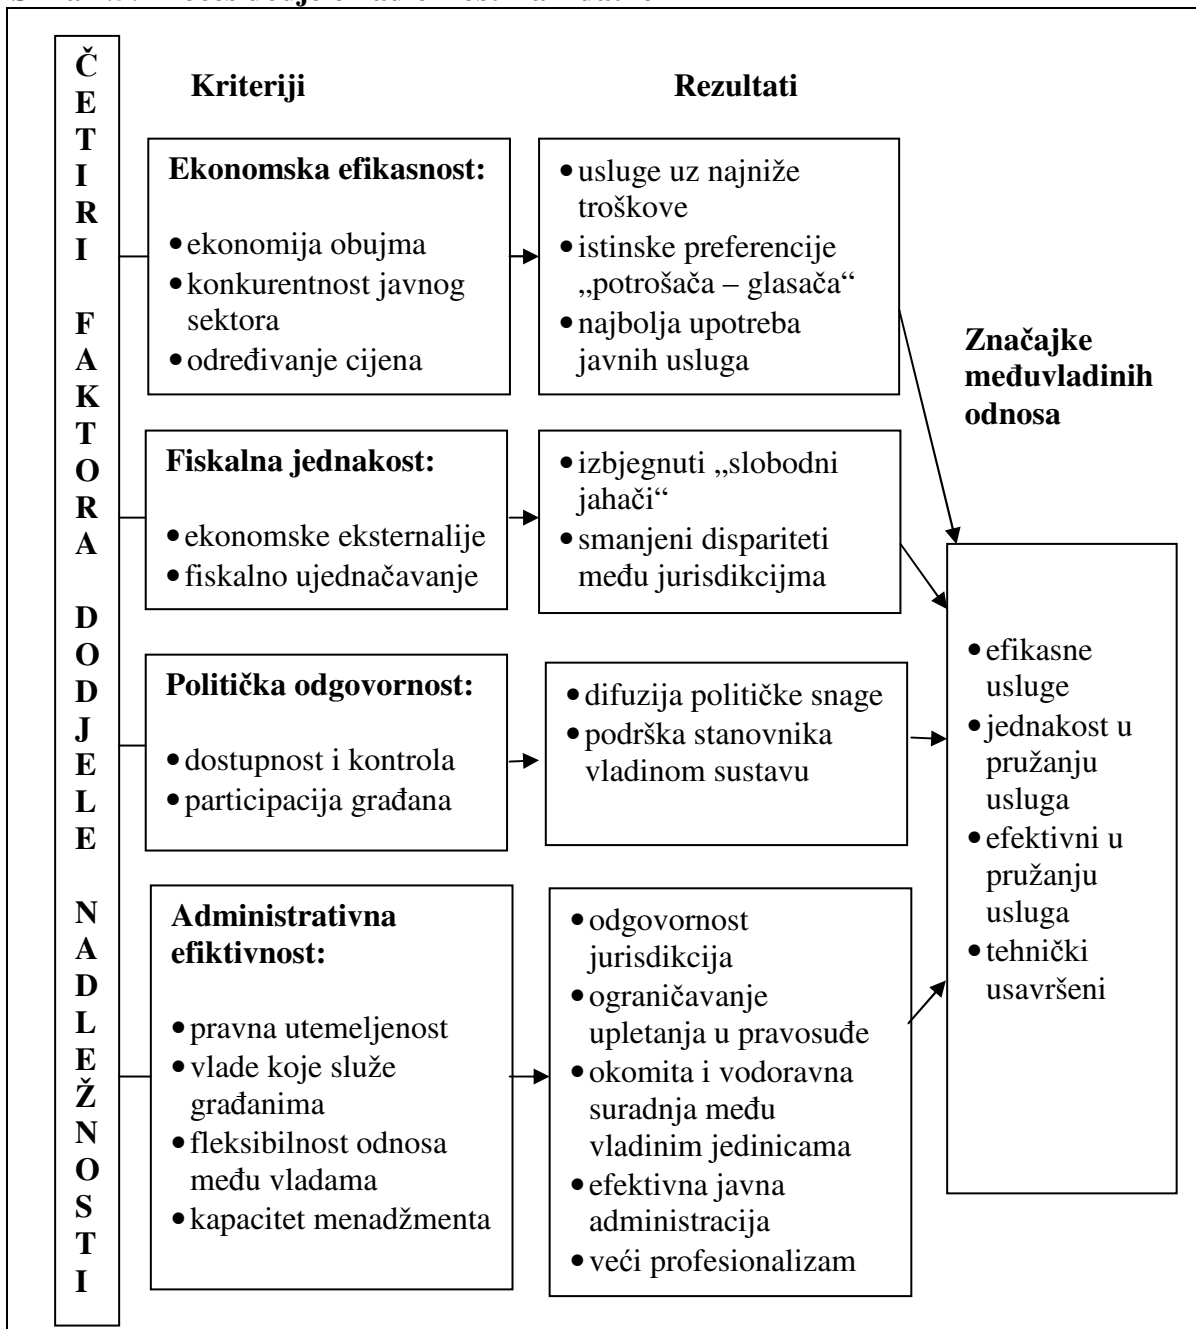 ČETIRI FAKTORA DODJELE NADLEŽNOSTI
Kriteriji
Rezultati
Ekonomska efikasnost:
• ekonomija obujma
• konkurentnost javnog
sektora
• određivanje cijena
• usluge uz najniže
troškove
• istinske preferencije
„potrošača – glasača“
• najbolja upotreba
javnih usluga
Fiskalna jednakost:
• ekonomske eksternalije
• fiskalno ujednačavanje
• izbjegnuti „slobodni
jahači“
• smanjeni dispariteti
među jurisdikcijma
Politička odgovornost:
• dostupnost i kontrola
• participacija građana
• difuzija političke snage
• podrška stanovnika
vladinom sustavu
Administrativna
efiktivnost:
• pravna utemeljenost
• vlade koje služe
građanima
• fleksibilnost odnosa
među vladama
• kapacitet menadžmenta
• odgovornost
jurisdikcija
• ograničavanje
upletanja u pravosuđe
• okomita i vodoravna
suradnja među
vladinim jedinicama
• efektivna javna
administracija
• veći profesionalizam
Značajke
međuvladinih
odnosa
• efikasne
usluge
• jednakost u
pružanju
usluga
• efektivni u
pružanju
usluga
• tehnički
usavršeni